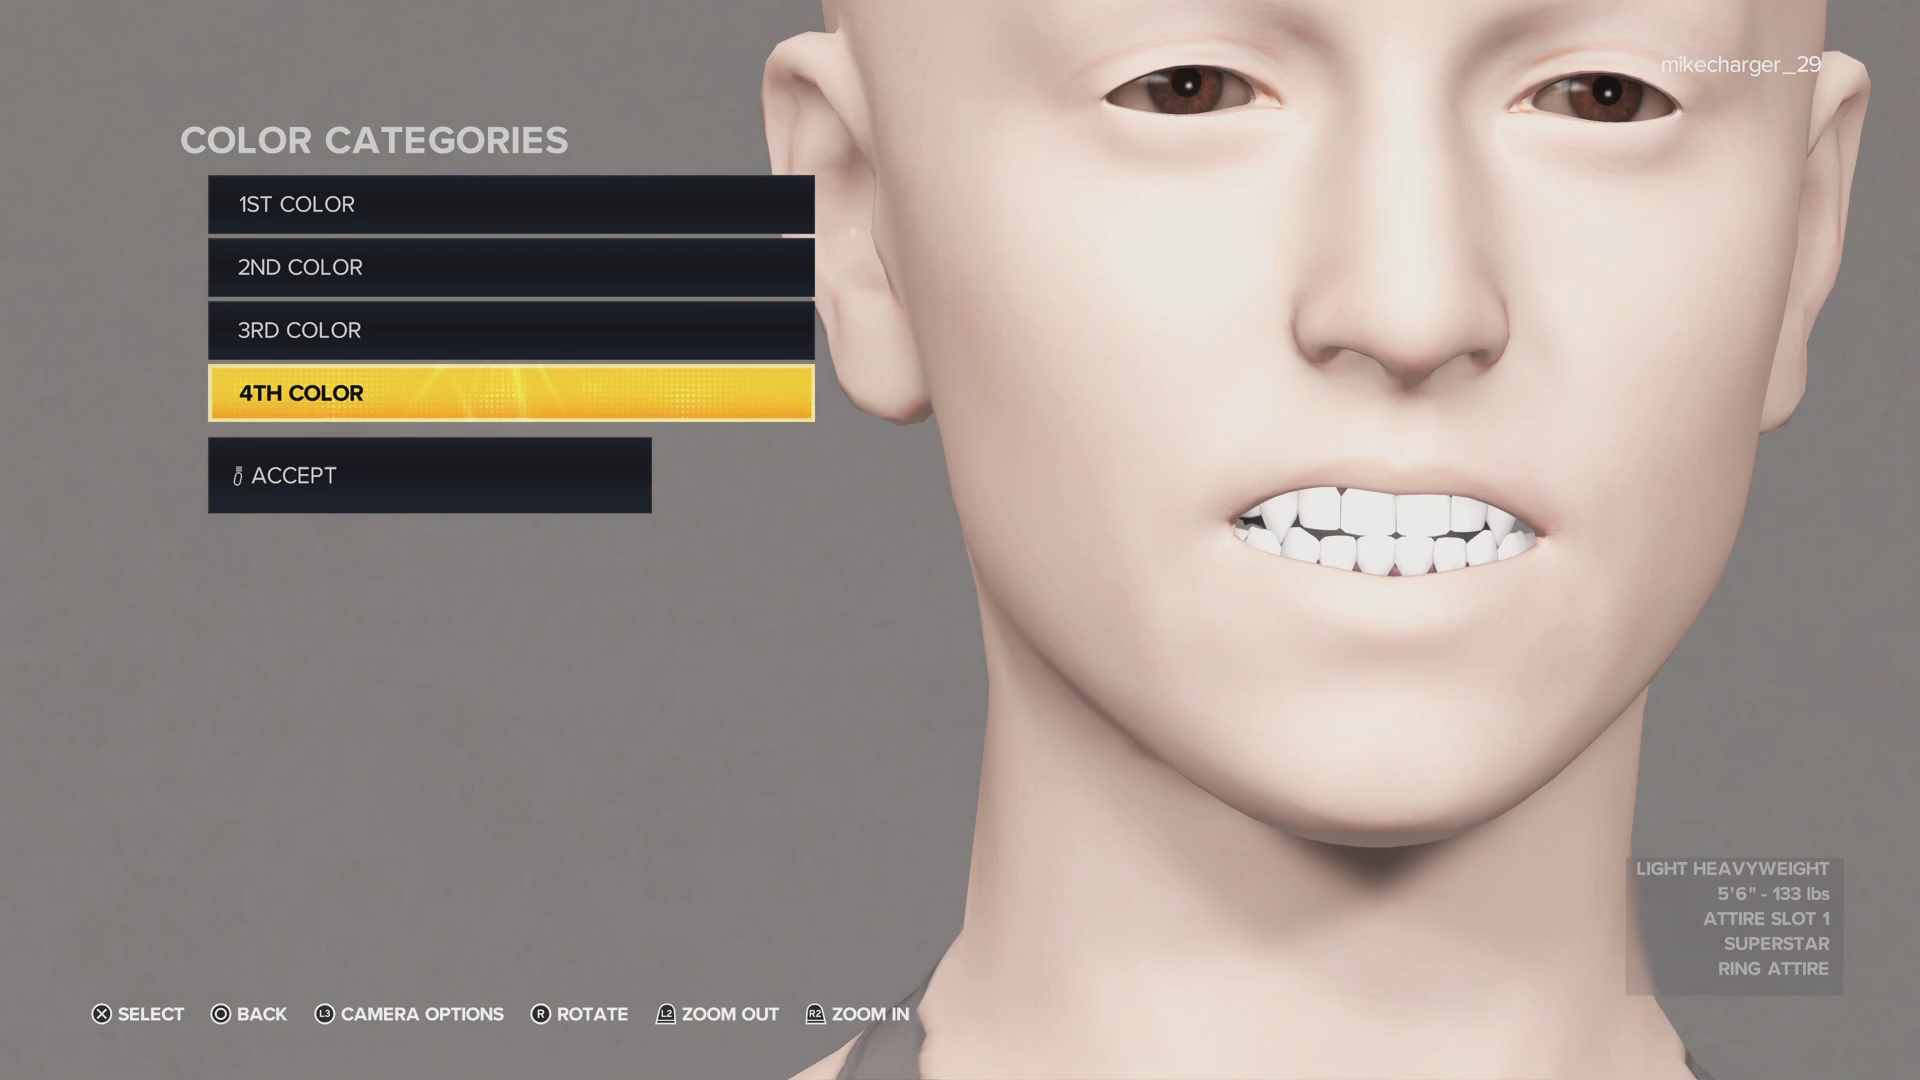 mikecharger_29
COLOR CATEGORIES
1ST COLOR
2ND COLOR
3RD COLOR
4TH COLOR
ACCEPT
LIGHT HEAVYWEIGHT
5'6" - 133 lbs
ATTIRE SLOT 1
SUPERSTAR
RING ATTIRE
SELECT BACK L3 CAMERA OPTIONS R ROTATE L2 ZOOM OUT R2 ZOOM IN